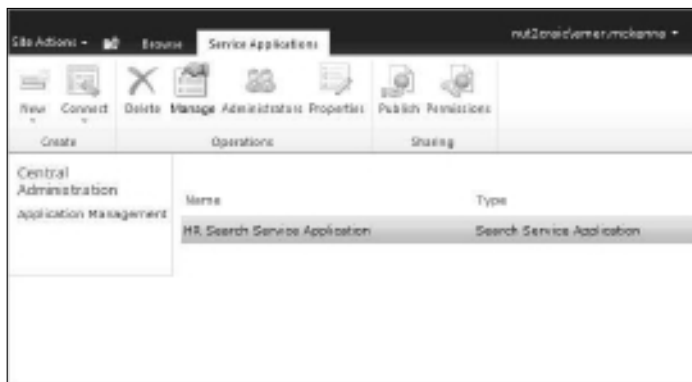 Site Actions Browse Service Applications
New Connect Delete Manage Administrators Properties Publish Permissions
Create Operations Sharing
Central
Administration
Application Management
Name Type
HR Search Service Application Search Service Application